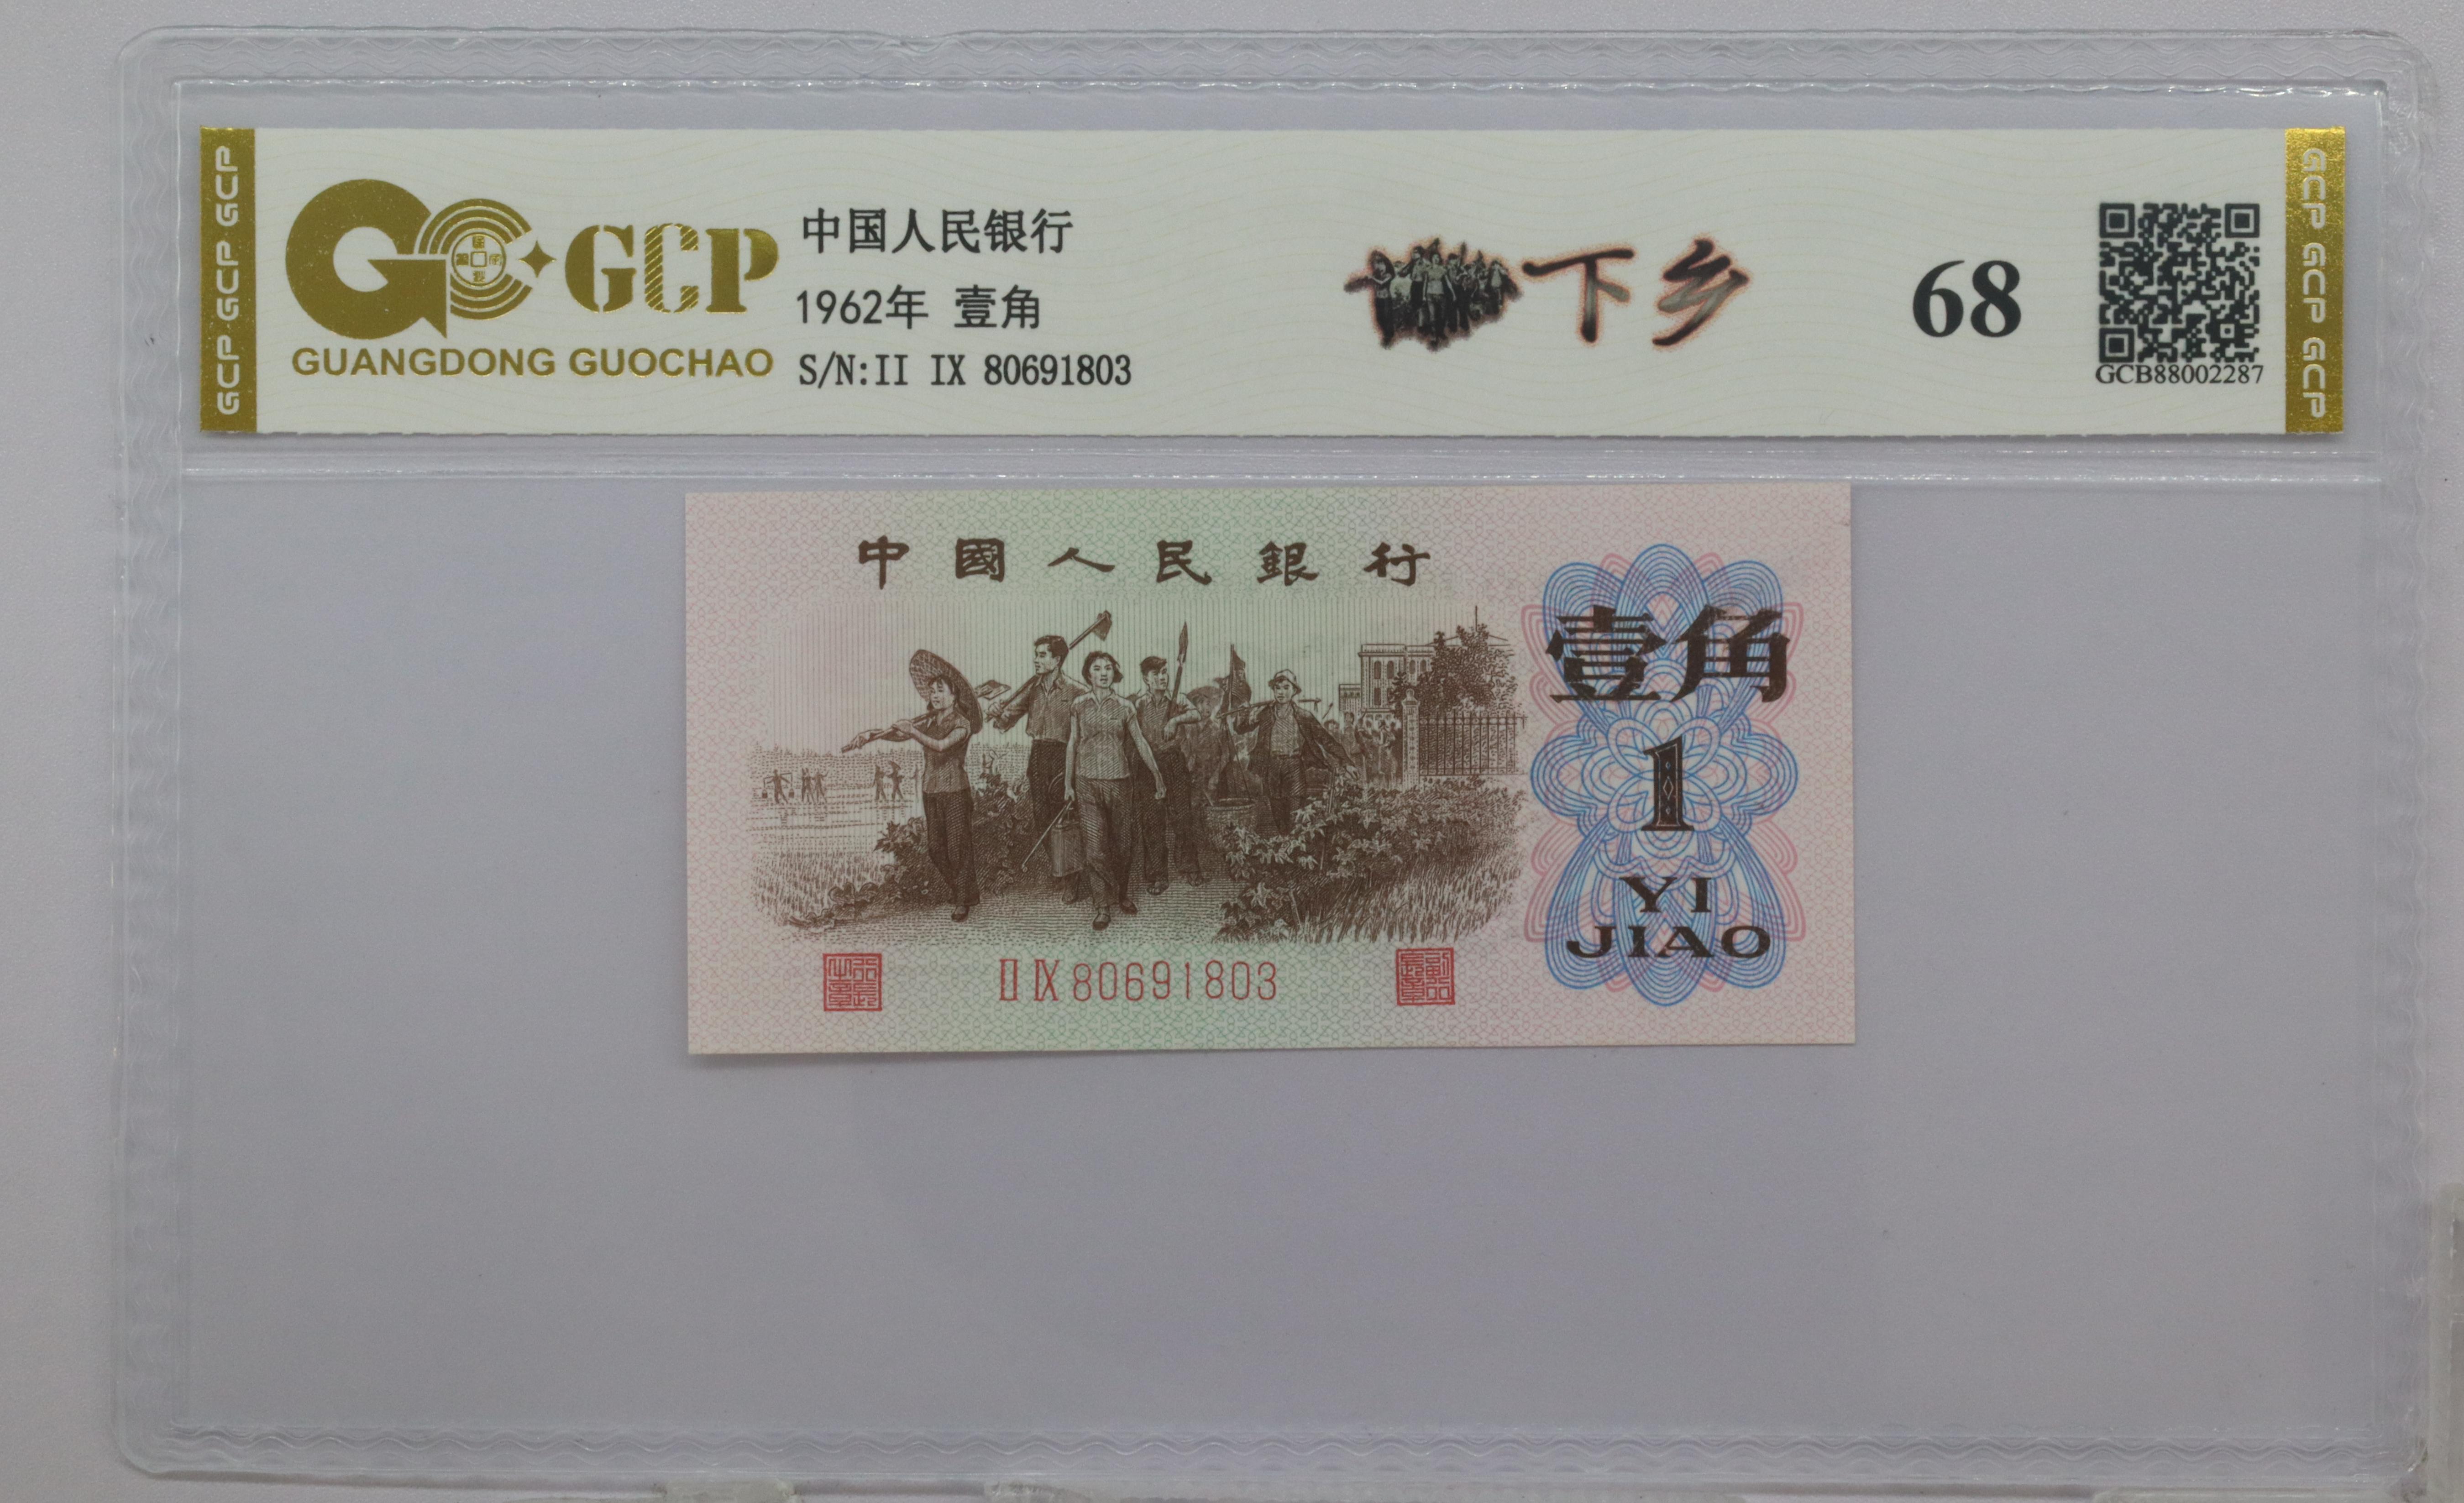 GCP GCP GCP
GCP
GUANGDONG GUOCHAO
中国人民银行
1962年 壹角
S/N:II IX 80691803
下乡
68
GCB88002287
GCP GCP GCP
中國人民銀行
壹角
1
YI
JIAO
II IX 80691803